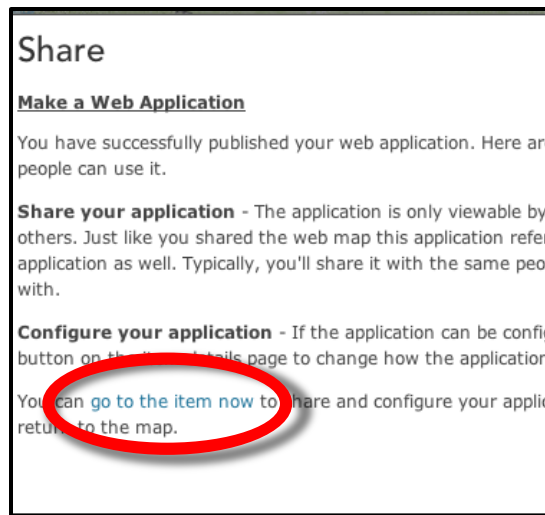 Share
Make a Web Application
You have successfully published your web application. Here are
people can use it.
Share your application - The application is only viewable by
others. Just like you shared the web map this application refer
application as well. Typically, you'll share it with the same peo
with.
Configure your application - If the application can be config
button on the item details page to change how the application
You can go to the item now to share and configure your applic
return to the map.